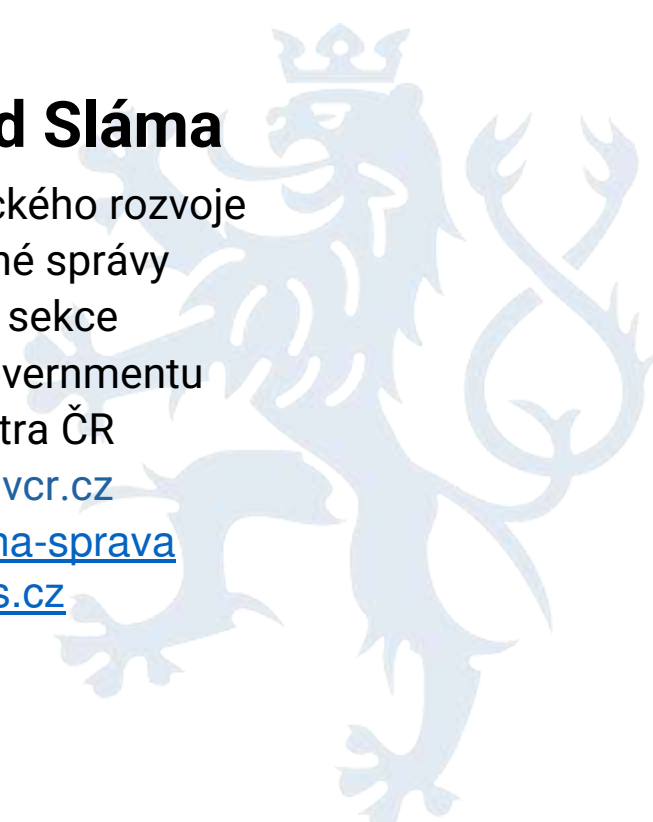 d Sláma
ckého rozvoje
né správy
sekce
vernmentu
tra ČR
vcr.cz
na-sprava
s.cz